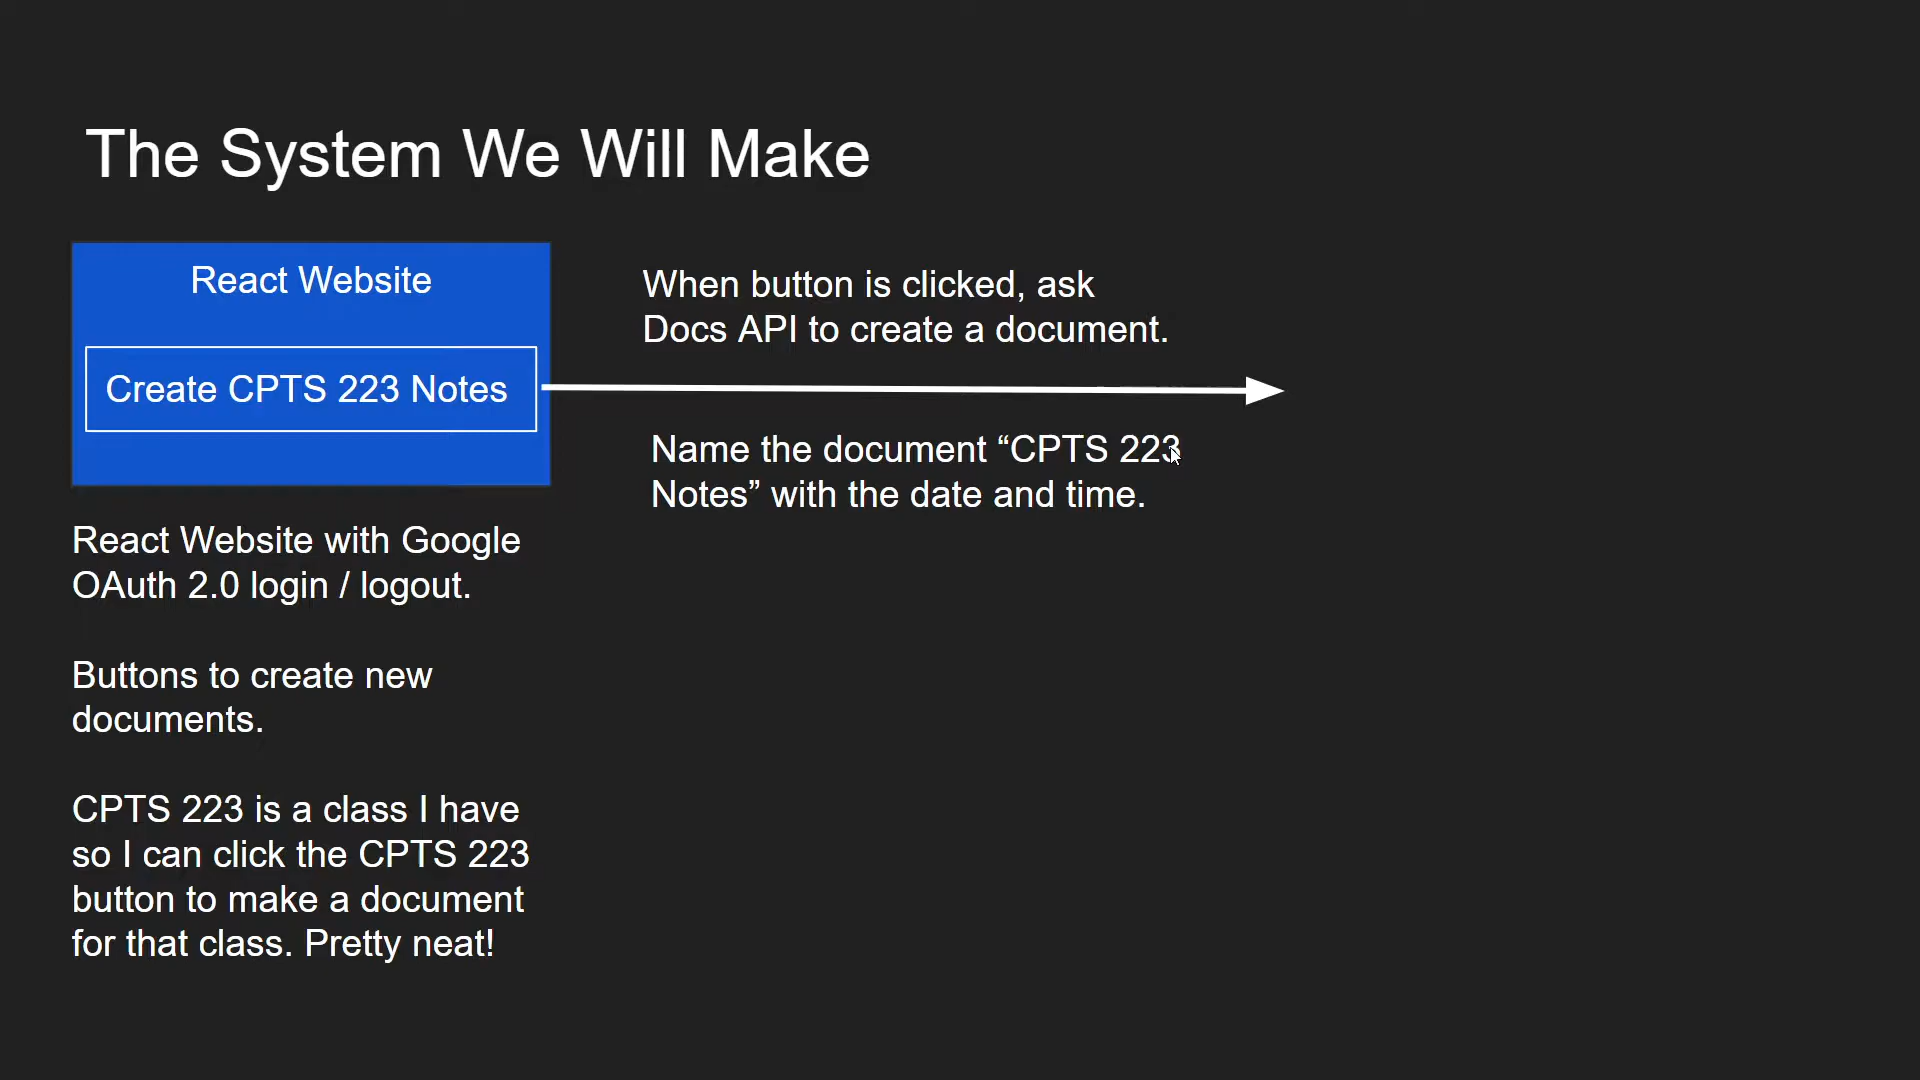 The System We Will Make
React Website
Create CPTS 223 Notes
When button is clicked, ask
Docs API to create a document.
Name the document “CPTS 223
Notes” with the date and time.
React Website with Google
OAuth 2.0 login / logout.
Buttons to create new
documents.
CPTS 223 is a class I have
so I can click the CPTS 223
button to make a document
for that class. Pretty neat!